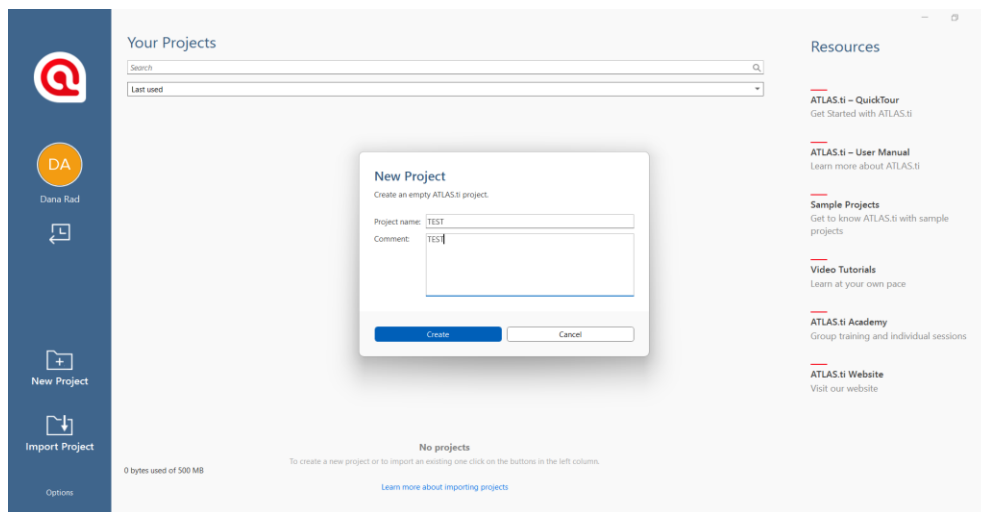 Your Projects
Search
Last used
DA
Dana Rad
New Project
Import Project
Options
New Project
Create an empty ATLAS.ti project.
Project name: TEST
Comment: TEST
Create
Cancel
No projects
To create a new project or to import an existing one click on the buttons in the left column.
0 bytes used of 500 MB
Learn more about importing projects
Resources
ATLAS.ti – QuickTour
Get Started with ATLAS.ti
ATLAS.ti – User Manual
Learn more about ATLAS.ti
Sample Projects
Get to know ATLAS.ti with sample
projects
Video Tutorials
Learn at your own pace
ATLAS.ti Academy
Group training and individual sessions
ATLAS.ti Website
Visit our website